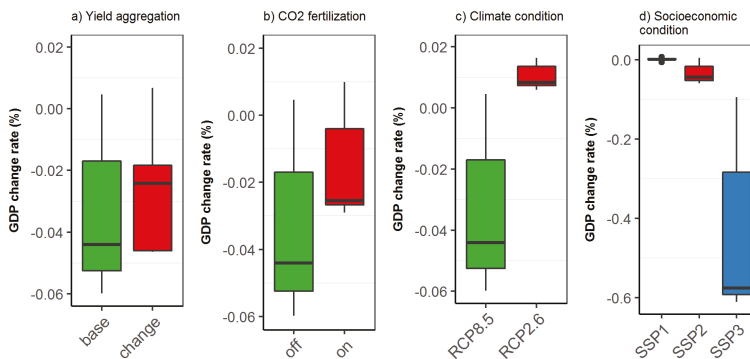 a) Yield aggregation
GDP change rate (%)
0.02
0.00
-0.02
-0.04
-0.06
base
change
b) CO2 fertilization
GDP change rate (%)
0.02
0.00
-0.02
-0.04
-0.06
off
on
c) Climate condition
GDP change rate (%)
0.02
0.00
-0.02
-0.04
-0.06
RCP8.5
RCP2.6
d) Socioeconomic
condition
GDP change rate (%)
0.0
-0.2
-0.4
-0.6
SSP1
SSP2
SSP3